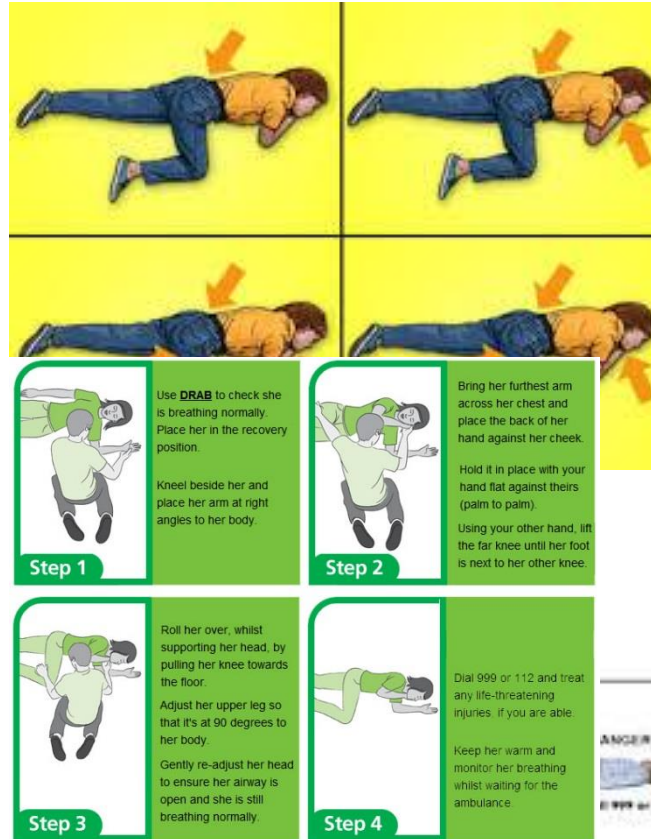 Use DRAB to check she
is breathing normally.
Place her in the recovery
position.
Kneel beside her and
place her arm at right
angles to her body.
Step 1
Bring her furthest arm
across her chest and
place the back of her
hand against her cheek.
Hold it in place with your
hand flat against theirs
(palm to palm).
Using your other hand, lift
the far knee until her foot
is next to her other knee.
Step 2
Roll her over, whilst
supporting her head, by
pulling her knee towards
the floor.
Adjust her upper leg so
that it's at 90 degrees to
her body.
Gently re-adjust her head
to ensure her airway is
open and she is still
breathing normally.
Step 3
Dial 999 or 112 and treat
any life-threatening
injuries, if you are able.
Keep her warm and
monitor her breathing
whilst waiting for the
ambulance.
Step 4